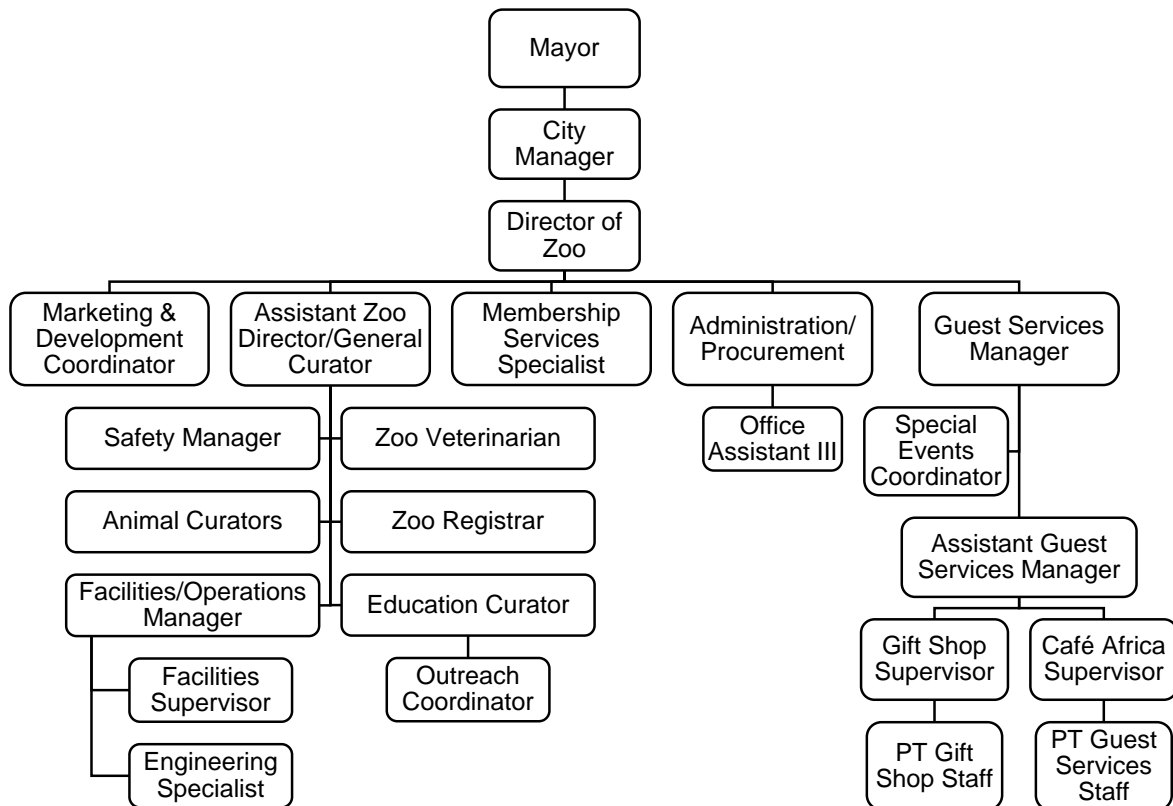 Mayor
City
Manager
Director of
Zoo
Marketing &
Development
Coordinator
Assistant Zoo
Director/General
Curator
Membership
Services
Specialist
Administration/
Procurement
Guest Services
Manager
Safety Manager
Zoo Veterinarian
Office
Assistant III
Special
Events
Coordinator
Animal Curators
Zoo Registrar
Assistant Guest
Services Manager
Facilities/Operations
Manager
Education Curator
Gift Shop
Supervisor
Café Africa
Supervisor
Facilities
Supervisor
Outreach
Coordinator
Engineering
Specialist
PT Gift
Shop Staff
PT Guest
Services
Staff